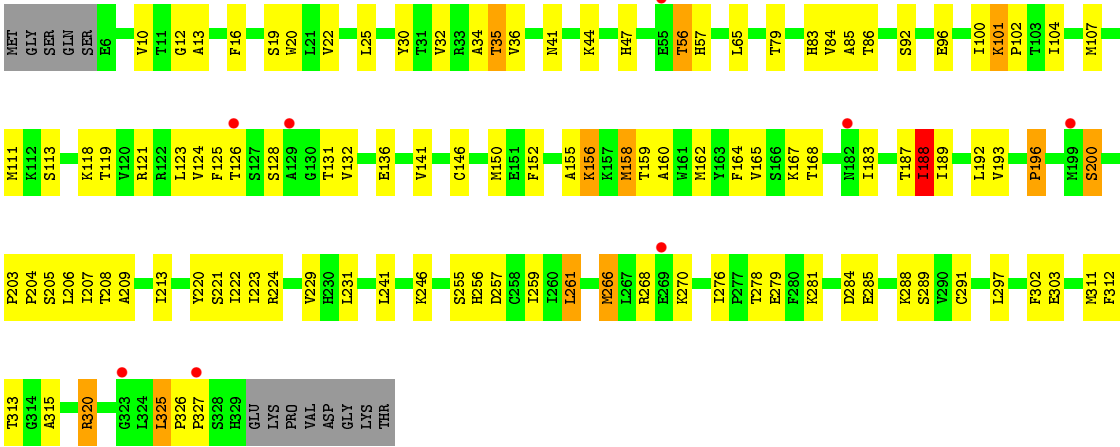 MET GLY SER GLN SER E6 V10 T11 G12 A13 F16 S19 W20 L21 V22 L25 Y30 T31 V32 R33 A34 T35 V36 N41 K44 H47 E55 T56 H57 L65 T79 H83 V84 A85 T86 S92 E96 I100 K101 P102 T103 I104 M107
M111 K112 S113 K118 T119 V120 R121 R122 L123 V124 F125 T126 S127 S128 A129 G130 T131 V132 E136 V141 C146 M150 E151 F152 A155 K156 K157 M158 T159 A160 W161 M162 Y163 F164 V165 S166 K167 T168 N182 I183 T187 I188 I189 L192 V193 P196 M199 S200
P203 P204 S205 L206 I207 T208 A209 I213 Y220 S221 I222 I223 R224 V229 H230 L231 L241 K246 S255 H256 D257 C258 I259 I260 L261 M266 L267 R268 E269 K270 I276 P277 T278 E279 F280 K281 D284 E285 K288 S289 V290 C291 L297 F302 E303 M311 F312
T313 G314 A315 R320 G323 L324 L325 P326 P327 S328 H329 GLU LYS PRO VAL ASP GLY LYS THR